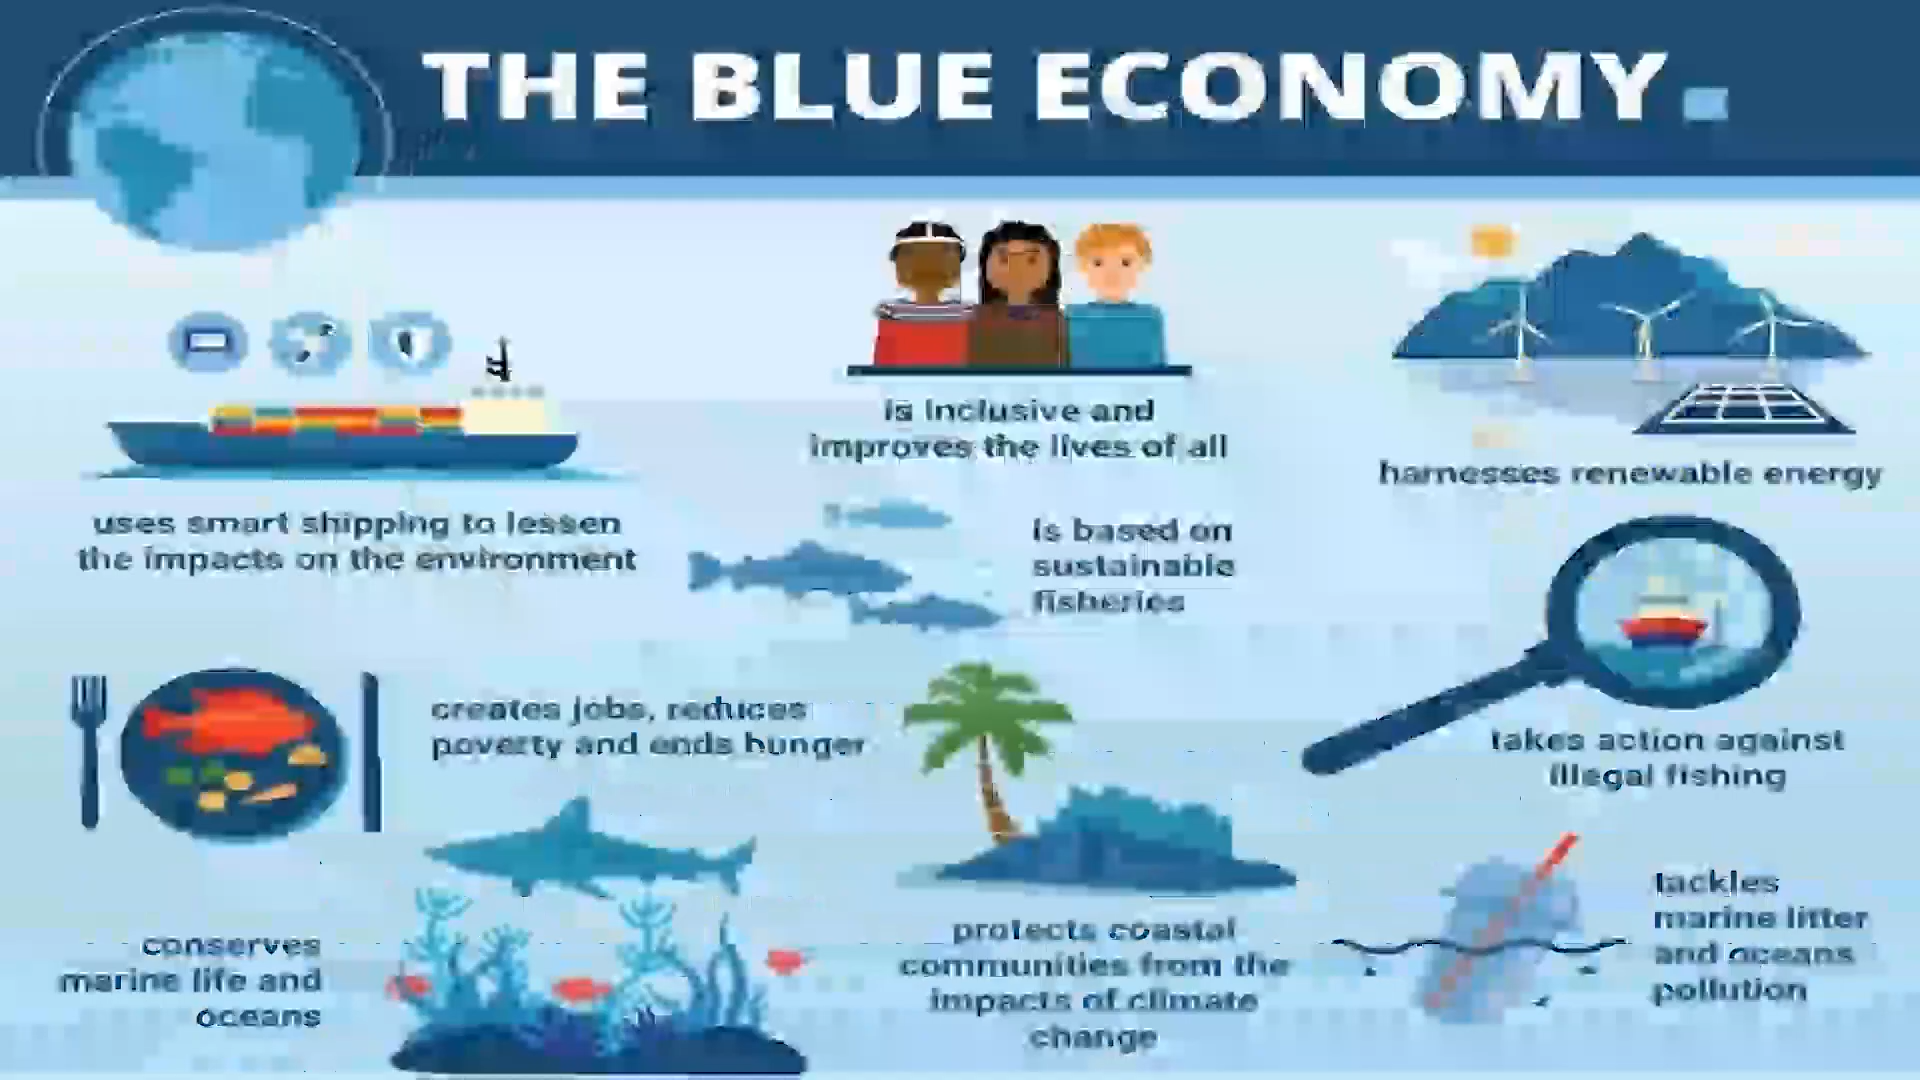 THE BLUE ECONOMY.
is inclusive and
improves the lives of all
harnesses renewable energy
uses smart shipping to lessen
the impacts on the environment
is based on
sustainable
fisheries
creates jobs, reduces
poverty and ends hunger
takes action against
illegal fishing
conserves
marine life and
oceans
protects coastal
communities from the
impacts of climate
change
tackles
marine litter
and oceans
pollution